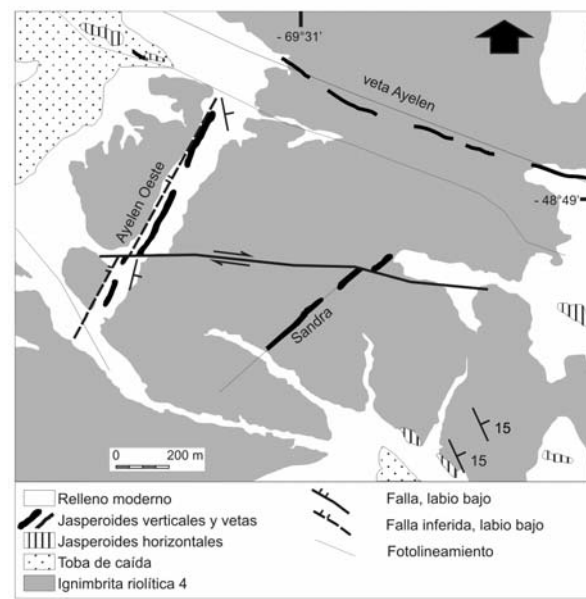 - 69°31'
veta Ayelen
- 48°49'
Ayelen Oeste
Sandra
15
15
0 200 m
Relleno moderno
Jasperoides verticales y vetas
Jasperoides horizontales
Toba de caída
Ignimbrita riolítica 4
Falla, labio bajo
Falla inferida, labio bajo
Fotolineamiento